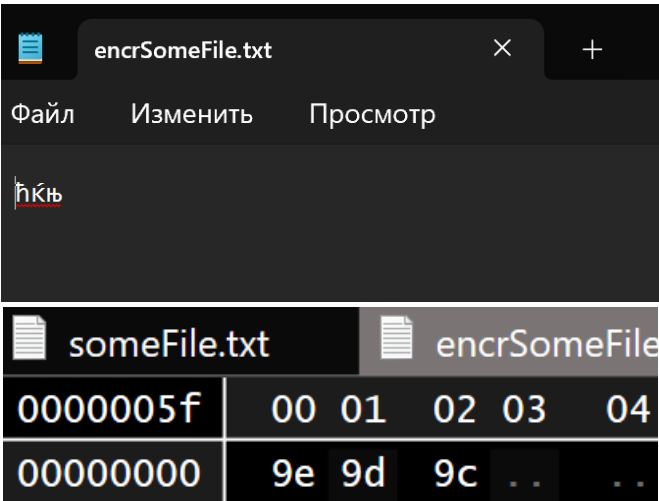 encrSomeFile.txt
Файл Изменить Просмотр
ћќњ
someFile.txt encrSomeFile
0000005f 00 01 02 03 04
00000000 9e 9d 9c .. ..